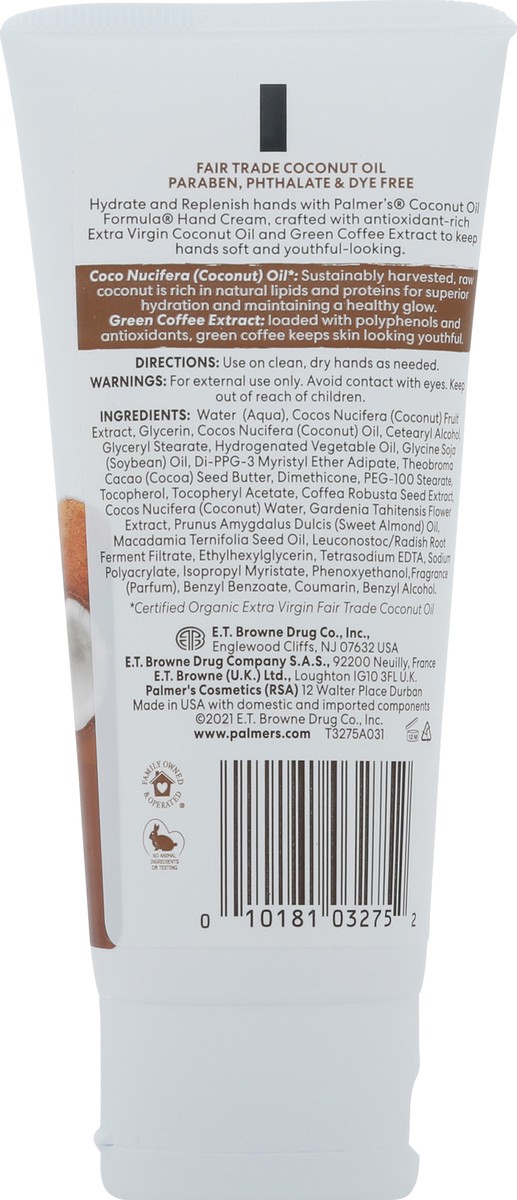 FAIR TRADE COCONUT OIL
PARABEN, PHTHALATE & DYE FREE
Hydrate and Replenish hands with Palmer's® Coconut Oil
Formula® Hand Cream, crafted with antioxidant-rich
Extra Virgin Coconut Oil and Green Coffee Extract to keep
hands soft and youthful-looking.
Coco Nucifera (Coconut) Oil*: Sustainably harvested, raw
coconut is rich in natural lipids and proteins for superior
hydration and maintaining a healthy glow.
Green Coffee Extract: loaded with polyphenols and
antioxidants, green coffee keeps skin looking youthful.
DIRECTIONS: Use on clean, dry hands as needed.
WARNINGS: For external use only. Avoid contact with eyes. Keep
out of reach of children.
INGREDIENTS: Water (Aqua), Cocos Nucifera (Coconut) Fruit
Extract, Glycerin, Cocos Nucifera (Coconut) Oil, Cetearyl Alcohol,
Glyceryl Stearate, Hydrogenated Vegetable Oil, Glycine Soja
(Soybean) Oil, Di-PPG-3 Myristyl Ether Adipate, Theobroma
Cacao (Cocoa) Seed Butter, Dimethicone, PEG-100 Stearate,
Tocopherol, Tocopheryl Acetate, Coffea Robusta Seed Extract,
Cocos Nucifera (Coconut) Water, Gardenia Tahitensis Flower
Extract, Prunus Amygdalus Dulcis (Sweet Almond) Oil,
Macadamia Ternifolia Seed Oil, Leuconostoc/Radish Root
Ferment Filtrate, Ethylhexylglycerin, Tetrasodium EDTA, Sodium
Polyacrylate, Isopropyl Myristate, Phenoxyethanol, Fragrance
(Parfum), Benzyl Benzoate, Coumarin, Benzyl Alcohol.
*Certified Organic Extra Virgin Fair Trade Coconut Oil
ETB E.T. Browne Drug Co., Inc.,
Englewood Cliffs, NJ 07632 USA
E.T. Browne Drug Company S.A.S., 92200 Neuilly, France
E.T. Browne (U.K.) Ltd., Loughton IG10 3FL U.K.
Palmer's Cosmetics (RSA) 12 Walter Place Durban
Made in USA with domestic and imported components
©2021 E.T. Browne Drug Co., Inc.
www.palmers.com T3275A031 12 M
FAMILY OWNED
& OPERATED®
NO ANIMAL
INGREDIENTS
OR TESTING
0 10181 03275 2